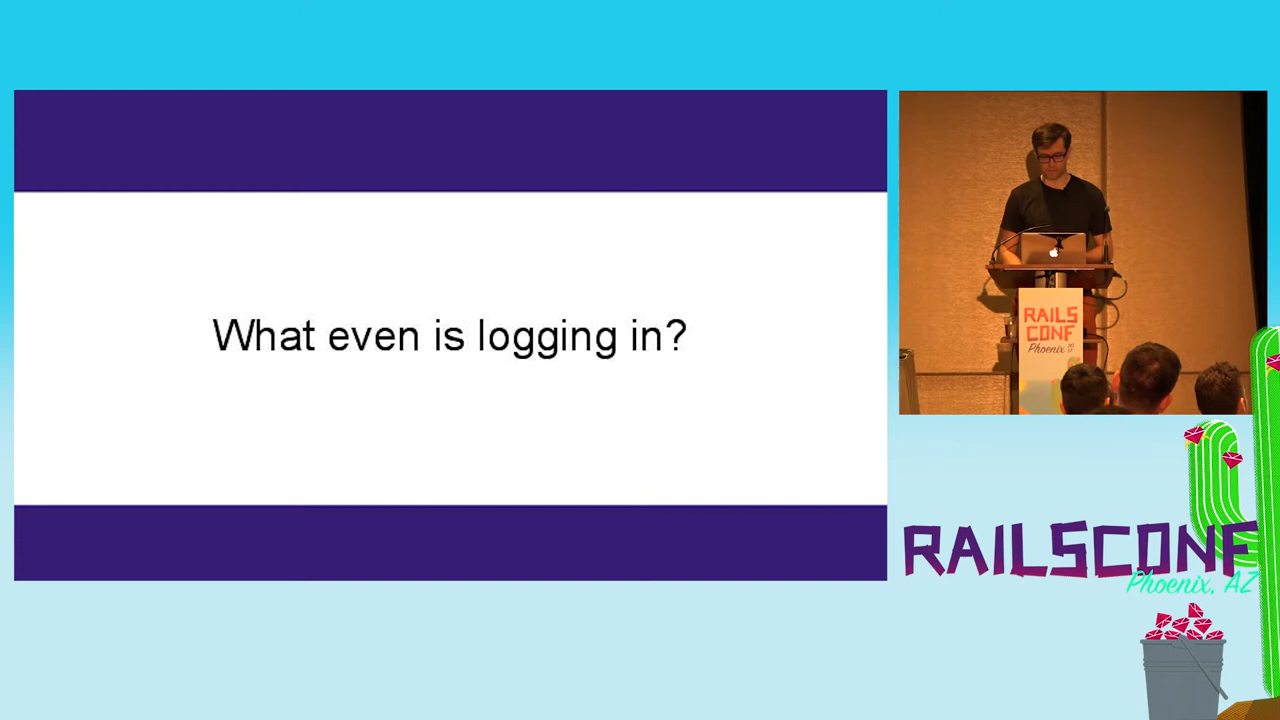 What even is logging in?
RAILS
CONF
Phoenix
RAILSCONF
Phoenix, AZ